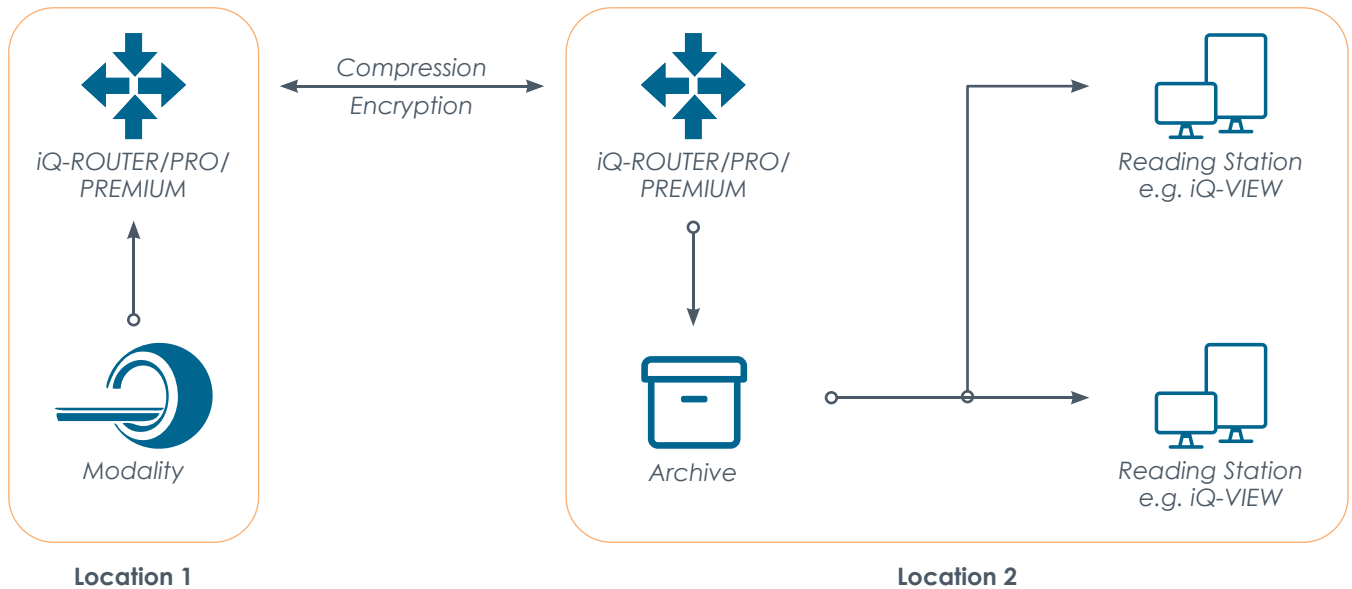 iQ-ROUTER/PRO/
PREMIUM
Modality
Compression
Encryption
iQ-ROUTER/PRO/
PREMIUM
Archive
Reading Station
e.g. iQ-VIEW
Reading Station
e.g. iQ-VIEW
Location 1
Location 2